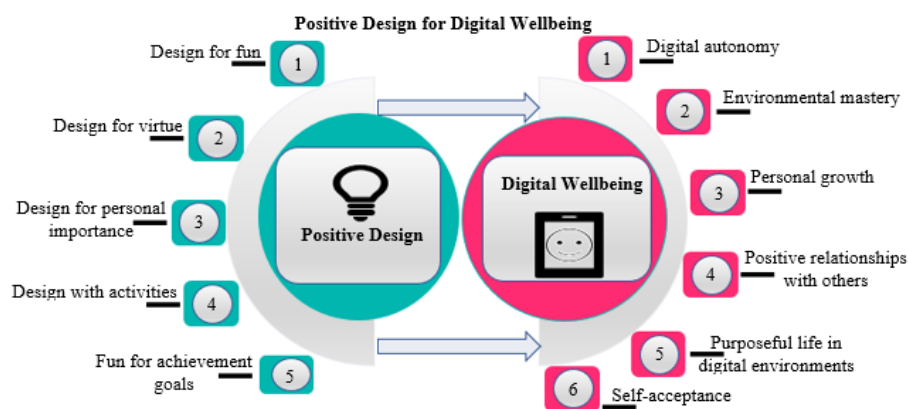 Positive Design for Digital Wellbeing
Design for fun
1
Design for virtue
2
Design for personal
importance
3
Design with activities
4
Fun for achievement
goals
5
Positive Design
Digital Wellbeing
1
Digital autonomy
2
Environmental mastery
3
Personal growth
4
Positive relationships
with others
5
Purposeful life in
digital environments
6
Self-acceptance